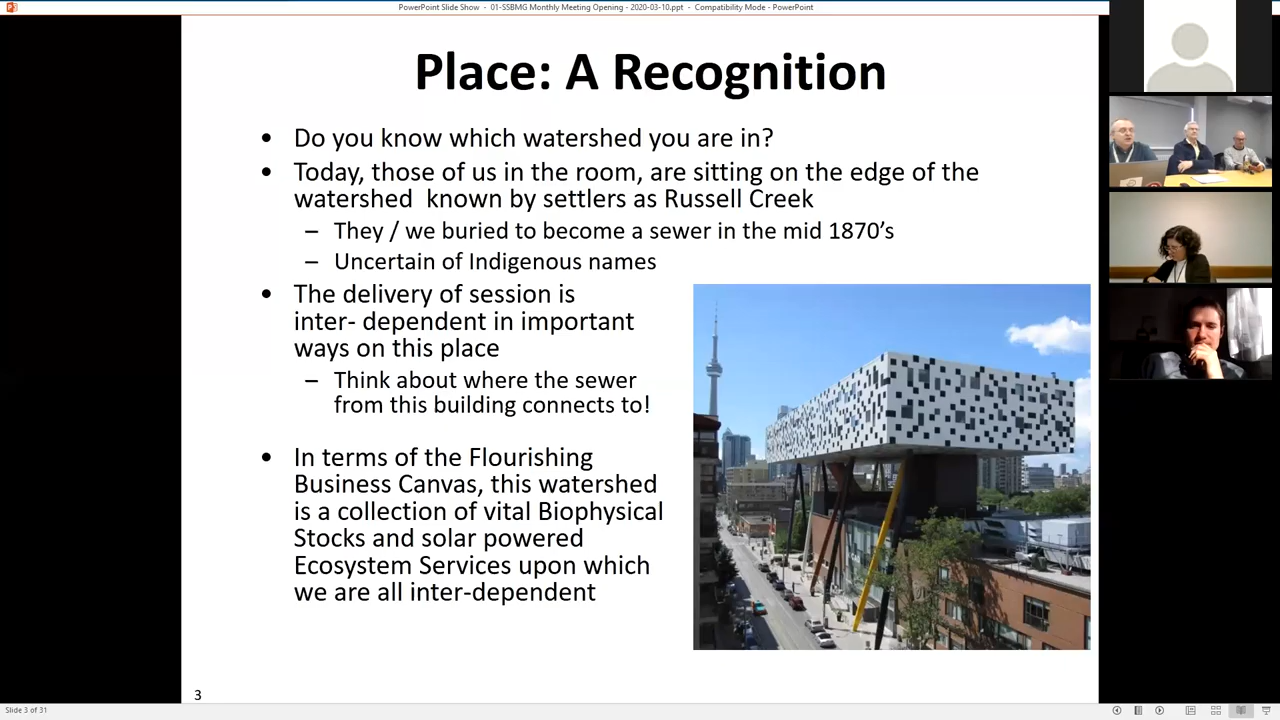 PowerPoint Slide Show - 01-SSBMG Monthly Meeting Opening - 2020-03-10.ppt - Compatibility Mode - PowerPoint
Place: A Recognition
• Do you know which watershed you are in?
• Today, those of us in the room, are sitting on the edge of the
watershed known by settlers as Russell Creek
– They / we buried to become a sewer in the mid 1870’s
– Uncertain of Indigenous names
• The delivery of session is
inter- dependent in important
ways on this place
– Think about where the sewer
from this building connects to!
• In terms of the Flourishing
Business Canvas, this watershed
is a collection of vital Biophysical
Stocks and solar powered
Ecosystem Services upon which
we are all inter-dependent
3
Slide 3 of 31